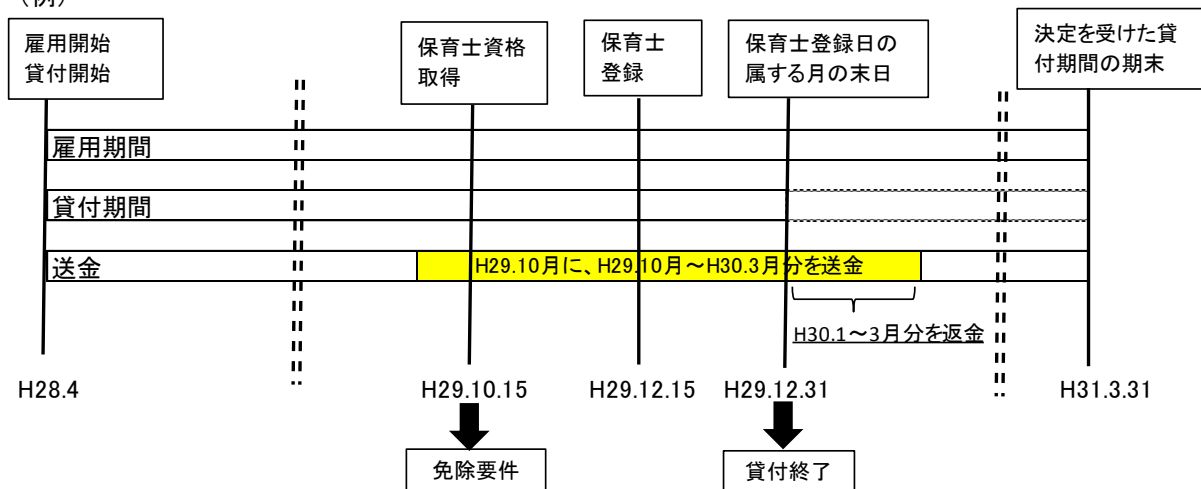 （例）
雇用開始
貸付開始
保育士資格
取得
保育士
登録
保育士登録日の
属する月の末日
決定を受けた貸
付期間の期末
雇用期間
貸付期間
送金
H29.10月に、H29.10月～H30.3月分を送金
H30.1～3月分を返金
H28.4
H29.10.15
H29.12.15
H29.12.31
H31.3.31
免除要件
貸付終了